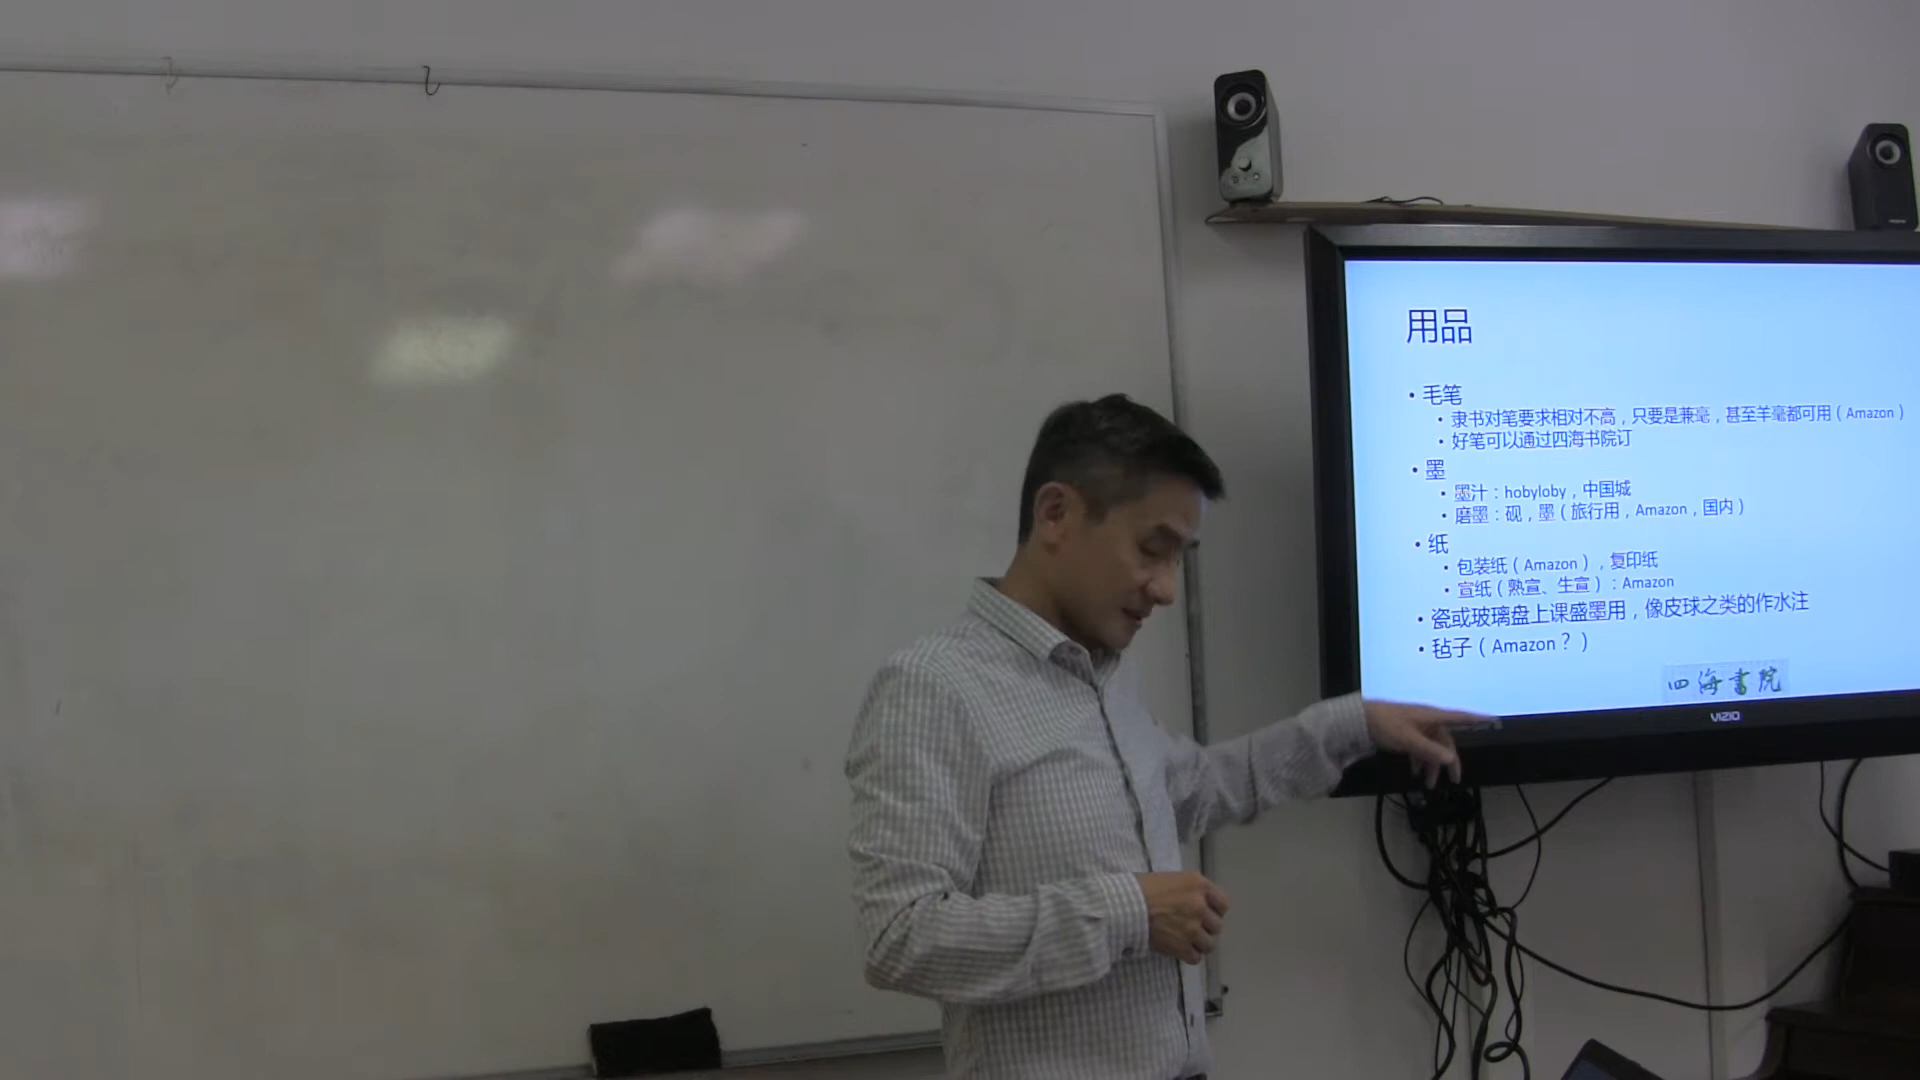 用品
• 毛笔
• 隶书对笔要求相对不高，只要是兼毫，甚至羊毫都可用（Amazon）
• 好笔可以通过四海书院订
• 墨
• 墨汁：hobyloby，中国城
• 磨墨：砚，墨（旅行用，Amazon，国内）
• 纸
• 包装纸（Amazon），复印纸
• 宣纸（熟宣、生宣）：Amazon
• 瓷或玻璃盘上课盛墨用，像皮球之类的作水注
• 毡子（Amazon？）
四海書院
VIZIO